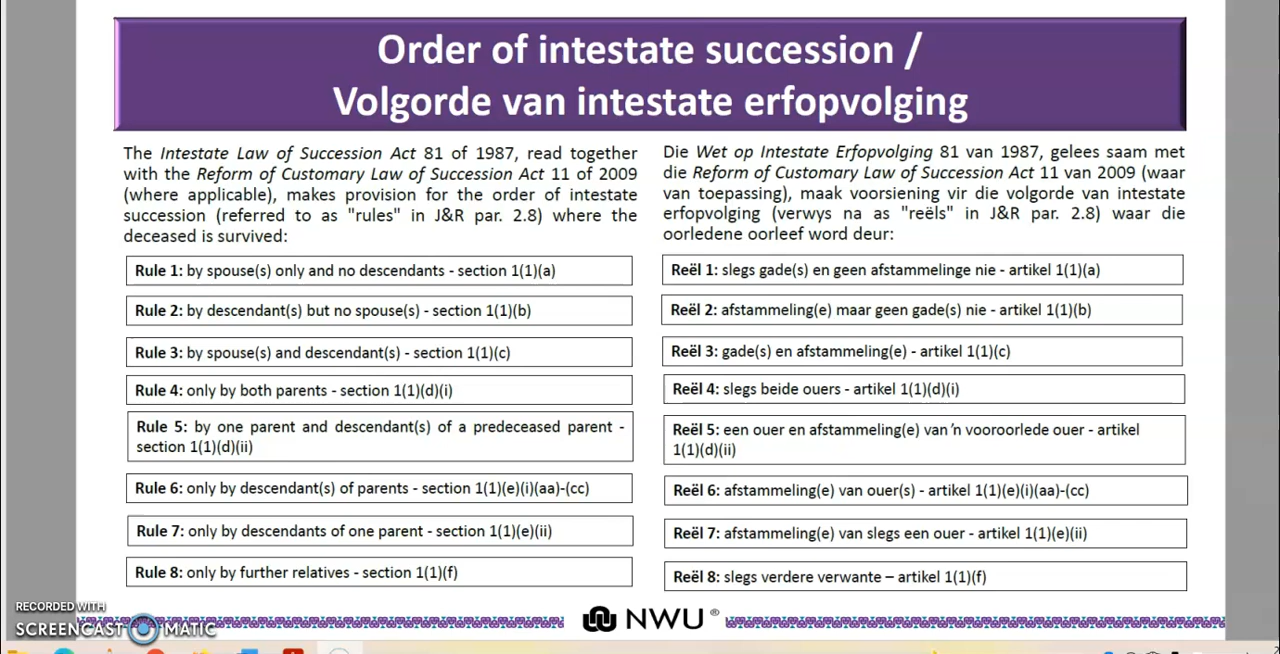 Order of intestate succession /
Volgorde van intestate erfopvolging
The Intestate Law of Succession Act 81 of 1987, read together
with the Reform of Customary Law of Succession Act 11 of 2009
(where applicable), makes provision for the order of intestate
succession (referred to as "rules" in J&R par. 2.8) where the
deceased is survived:
Rule 1: by spouse(s) only and no descendants - section 1(1)(a)
Rule 2: by descendant(s) but no spouse(s) - section 1(1)(b)
Rule 3: by spouse(s) and descendant(s) - section 1(1)(c)
Rule 4: only by both parents - section 1(1)(d)(i)
Rule 5: by one parent and descendant(s) of a predeceased parent -
section 1(1)(d)(ii)
Rule 6: only by descendant(s) of parents - section 1(1)(e)(i)(aa)-(cc)
Rule 7: only by descendants of one parent - section 1(1)(e)(ii)
Rule 8: only by further relatives - section 1(1)(f)
Die Wet op Intestate Erfopvolging 81 van 1987, gelees saam met
die Reform of Customary Law of Succession Act 11 van 2009 (waar
van toepassing), maak voorsiening vir die volgorde van intestate
erfopvolging (verwys na as "reëls" in J&R par. 2.8) waar die
oorledene oorleef word deur:
Reël 1: slegs gade(s) en geen afstammelinge nie - artikel 1(1)(a)
Reël 2: afstammeling(e) maar geen gade(s) nie - artikel 1(1)(b)
Reël 3: gade(s) en afstammeling(e) - artikel 1(1)(c)
Reël 4: slegs beide ouers - artikel 1(1)(d)(i)
Reël 5: een ouer en afstammeling(e) van 'n vooroorlede ouer - artikel
1(1)(d)(ii)
Reël 6: afstammeling(e) van ouer(s) - artikel 1(1)(e)(i)(aa)-(cc)
Reël 7: afstammeling(e) van slegs een ouer - artikel 1(1)(e)(ii)
Reël 8: slegs verdere verwante – artikel 1(1)(f)
RECORDED WITH
SCREENCAST MATIC
NWU ®